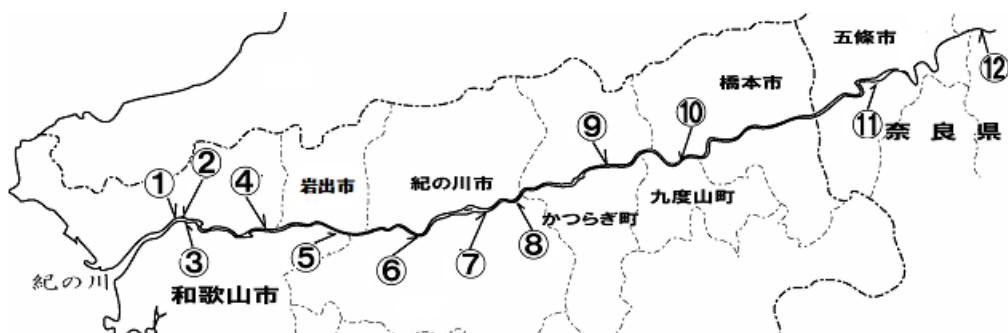 五條市
⑫
橋本市
⑨
⑩
⑪
奈良県
①
②
④
岩出市
紀の川市
九度山町
かつらぎ町
③
⑤
⑥
⑦
⑧
紀の川
和歌山市